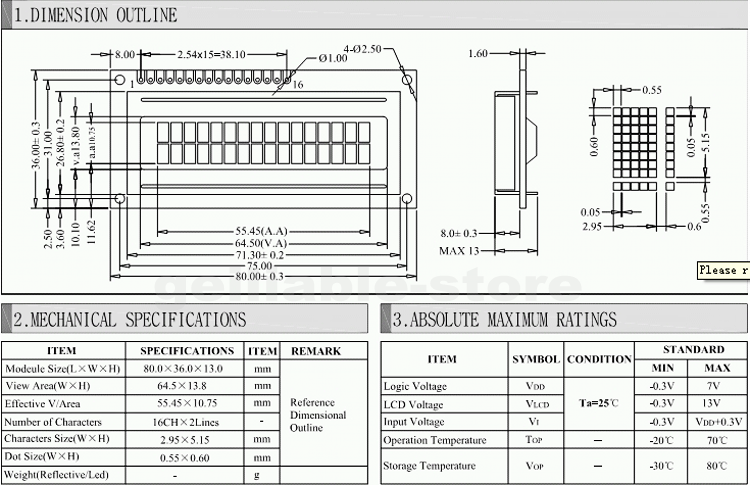 1.DIMENSION OUTLINE
8.00
2.54x15=38.10
Ø1.00
4-Ø2.50
1
16
36.00± 0.3
31.00
26.80± 0.2
v.a13.80
a.a10.75
2.50
3.60
10.10
11.62
55.45(A.A)
64.50(V.A)
71.30± 0.2
75.00
80.00± 0.3
1.60
8.0± 0.3
MAX 13
0.55
0.60
0.05
5.15
0.05
0.55
2.95
0.6
Please r
gemable-store
2.MECHANICAL SPECIFICATIONS
ITEM SPECIFICATIONS ITEM REMARK
Modeule Size(L×W×H) 80.0×36.0×13.0 mm
View Area(W×H) 64.5×13.8 mm
Effective V/Area 55.45×10.75 mm
Number of Characters 16CH×2Lines -
Characters Size(W×H) 2.95×5.15 mm
Dot Size(W×H) 0.55×0.60 mm
Weight(Reflective/Led) - g
Reference
Dimensional
Outline
3.ABSOLUTE MAXIMUM RATINGS
ITEM SYMBOL CONDITION STANDARD
MIN MAX
Logic Voltage VDD -0.3V 7V
LCD Voltage VLCD Ta=25℃ -0.3V 13V
Input Voltage VI -0.3V VDD+0.3V
Operation Temperature TOP — -20℃ 70℃
Storage Temperature VOP — -30℃ 80℃